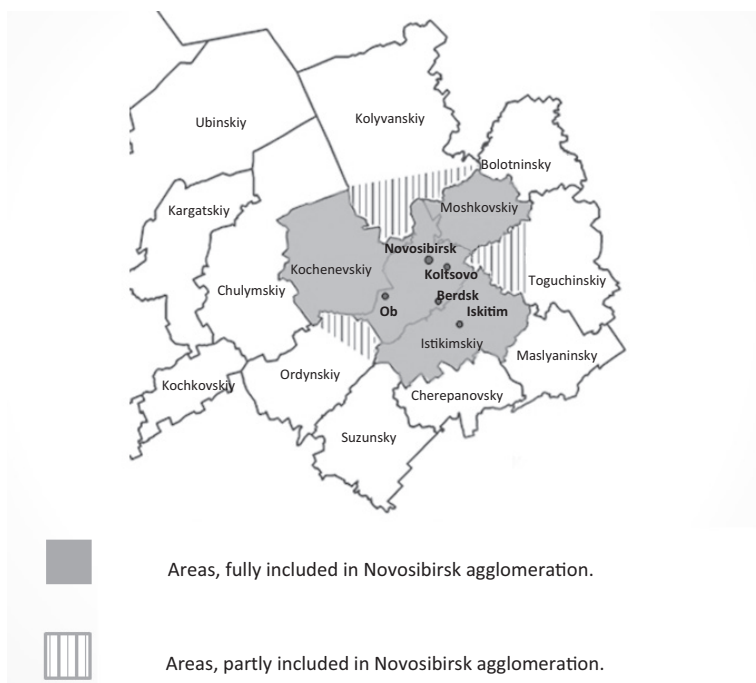 Ubinskiy
Kolyvanskiy
Bolotninsky
Kargatskiy
Moshkovskiy
Novosibirsk
Kochenevskiy
Koltsovo
Toguchinskiy
Chulymskiy
Berdsk
Ob
Iskitim
Istikimskiy
Maslyaninsky
Ordynskiy
Kochkovskiy
Cherepanovsky
Suzunsky
Areas, fully included in Novosibirsk agglomeration.
Areas, partly included in Novosibirsk agglomeration.